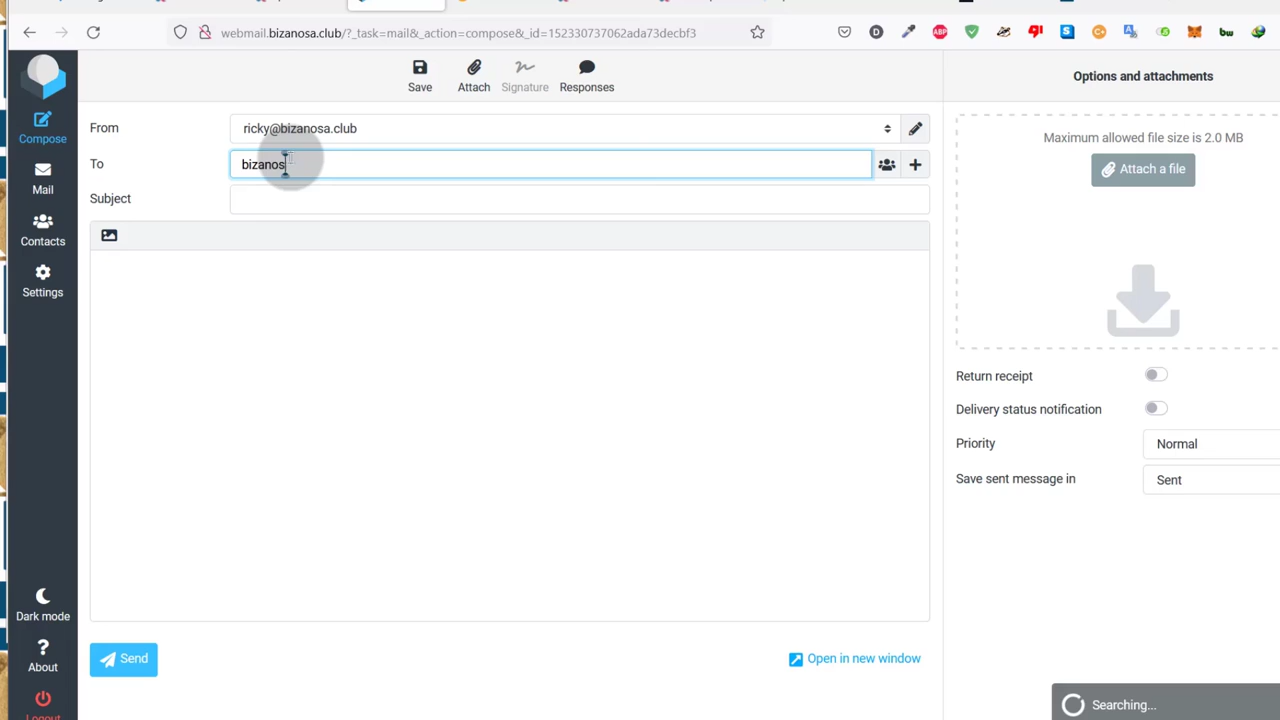 webmail.bizanosa.club/?_task=mail&_action=compose&_id=152330737062ada73decbf3
ABP
bw
Compose
Mail
Contacts
Settings
Dark mode
About
Logout
Save
Attach
Signature
Responses
From
ricky@bizanosa.club
To
bizanos
Subject
Send
Open in new window
Options and attachments
Maximum allowed file size is 2.0 MB
Attach a file
Return receipt
Delivery status notification
Priority
Normal
Save sent message in
Sent
Searching...